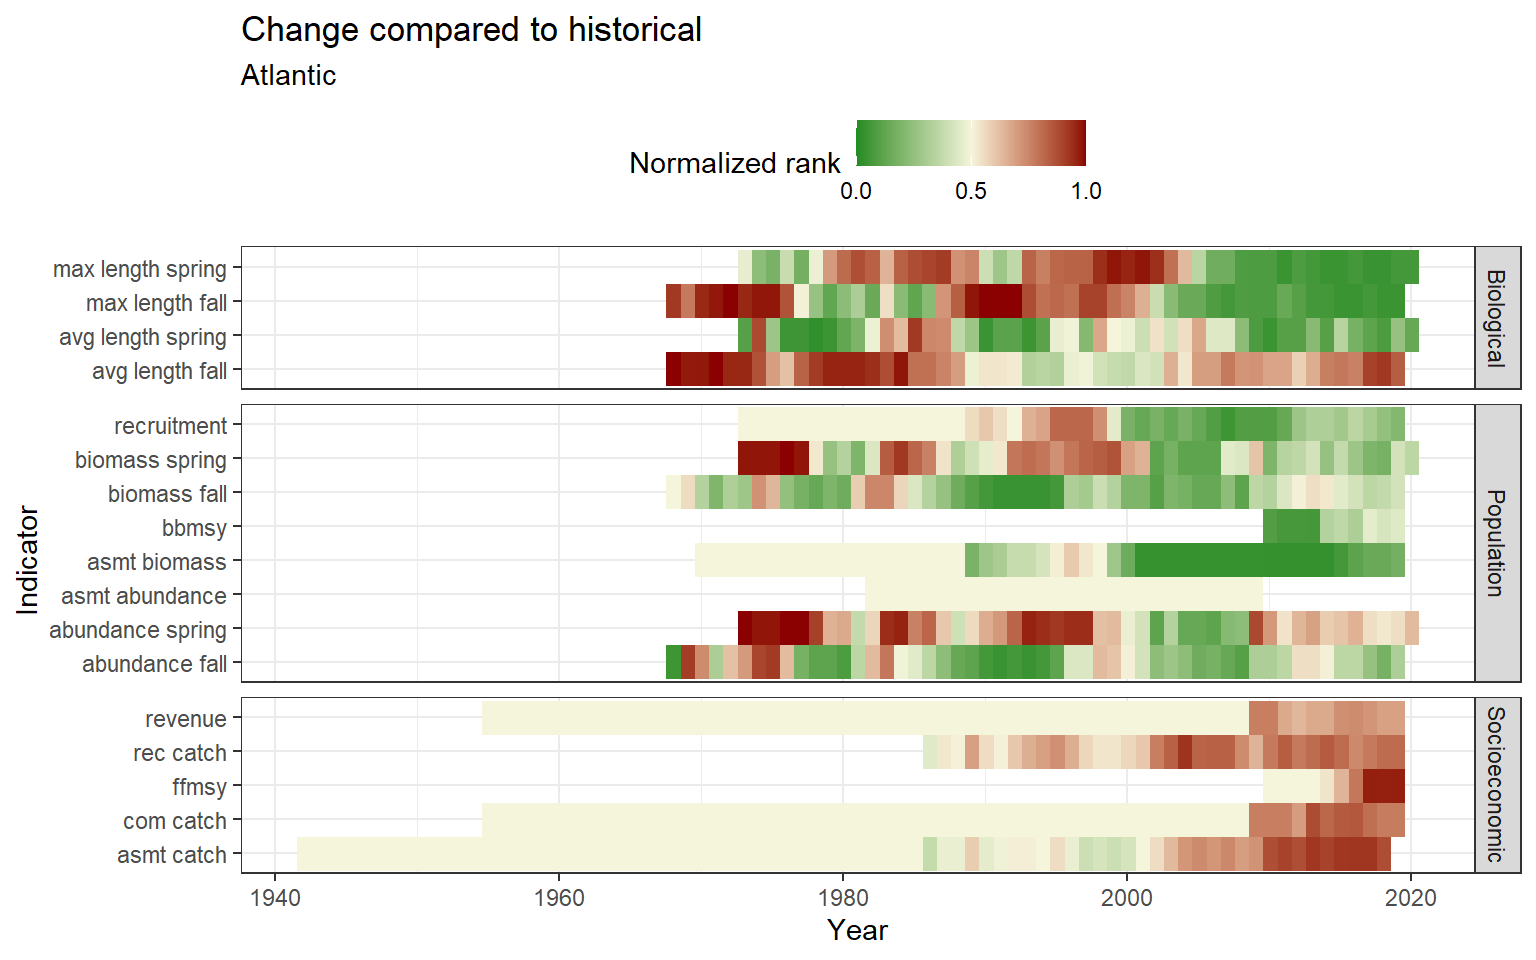 Change compared to historical
Atlantic
Normalized rank
0.0 0.5 1.0
max length spring
max length fall
avg length spring
avg length fall
Biological
recruitment
biomass spring
biomass fall
bbmsy
asmt biomass
asmt abundance
abundance spring
abundance fall
Population
revenue
rec catch
ffmsy
com catch
asmt catch
Socioeconomic
Indicator
1940 1960 1980 2000 2020
Year